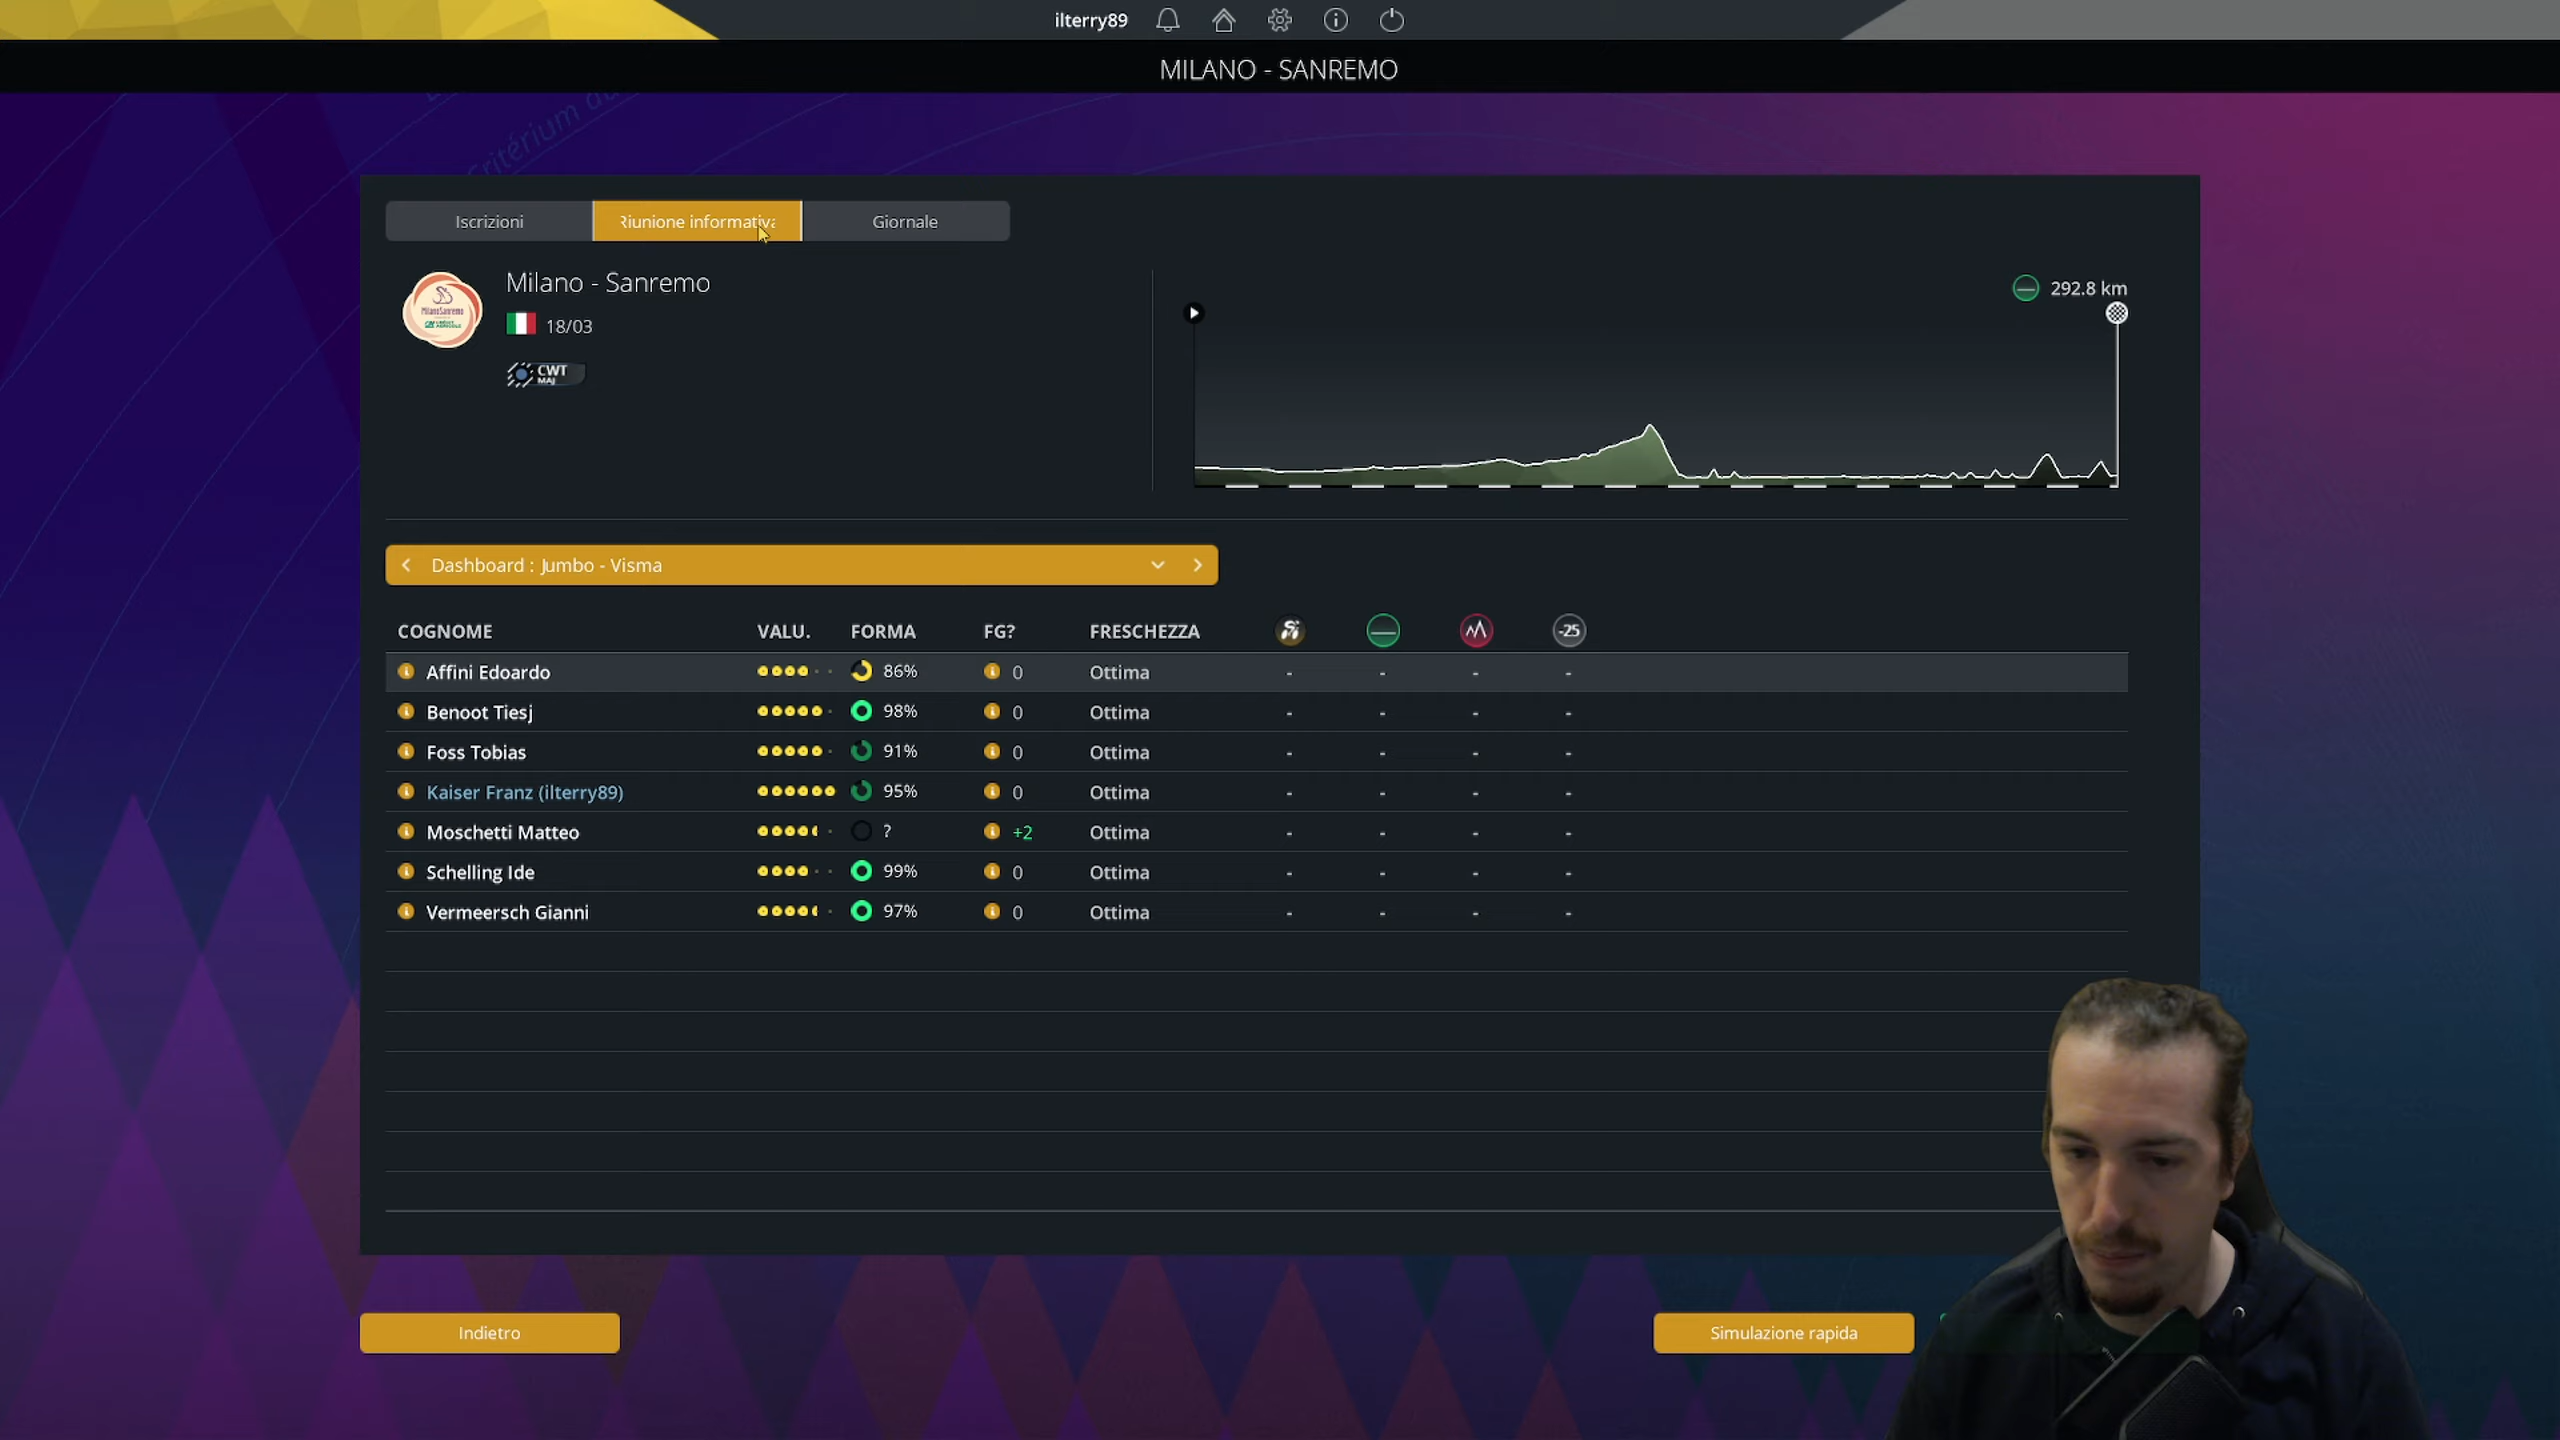 ilterry89
MILANO - SANREMO
Critérium du
Iscrizioni
Riunione informativa
Giornale
Milano - Sanremo
18/03
CWT
MAJ
292.8 km
Dashboard : Jumbo - Visma
COGNOME VALU. FORMA FG? FRESCHEZZA -25
Affini Edoardo 86% 0 Ottima - - - -
Benoot Tiesj 98% 0 Ottima - - - -
Foss Tobias 91% 0 Ottima - - - -
Kaiser Franz (ilterry89) 95% 0 Ottima - - - -
Moschetti Matteo ? +2 Ottima - - - -
Schelling Ide 99% 0 Ottima - - - -
Vermeersch Gianni 97% 0 Ottima - - - -
Indietro
Simulazione rapida